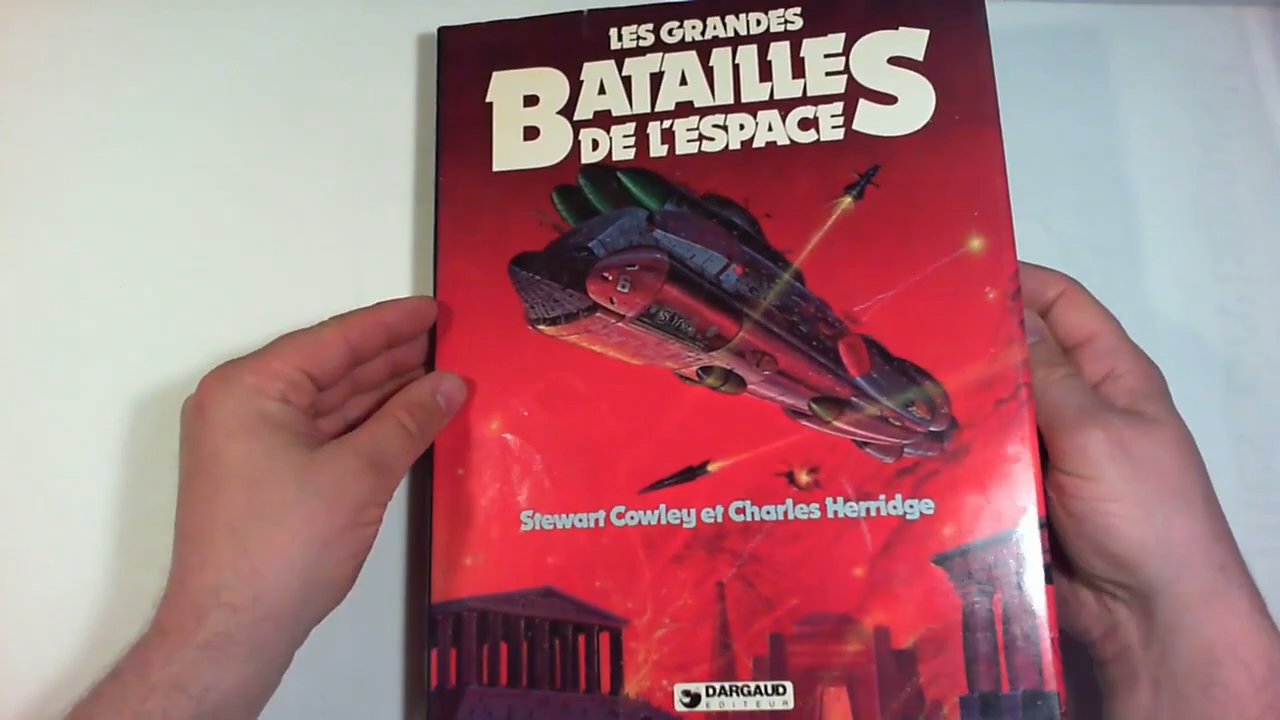 LES GRANDES
BATAILLES
DE L'ESPACE
Stewart Cowley et Charles Herridge
DARGAUD
EDITEUR